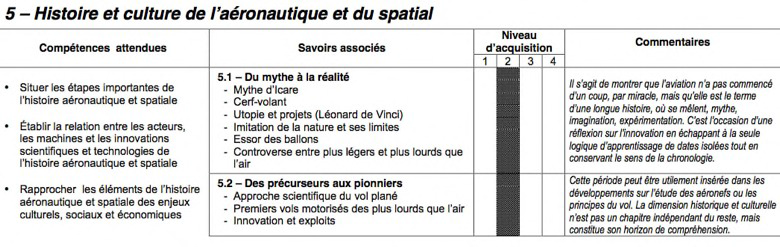 5 – Histoire et culture de l'aéronautique et du spatial
Compétences attendues
Savoirs associés
Niveau
d'acquisition
1 2 3 4
Commentaires
• Situer les étapes importantes de
l'histoire aéronautique et spatiale
• Établir la relation entre les acteurs,
les machines et les innovations
scientifiques et technologies de
l'histoire aéronautique et spatiale
• Rapprocher les éléments de l'histoire
aéronautique et spatiale des enjeux
culturels, sociaux et économiques
5.1 – Du mythe à la réalité
- Mythe d'Icare
- Cerf-volant
- Utopie et projets (Léonard de Vinci)
- Imitation de la nature et ses limites
- Essor des ballons
- Controverse entre plus légers et plus lourds que
l'air
Il s'agit de montrer que l'aviation n'a pas commencé
d'un coup, par miracle, mais qu'elle est le terme
d'une longue histoire, où se mêlent, mythe,
imagination, expérimentation. C'est l'occasion d'une
réflexion sur l'innovation en échappant à la seule
logique d'apprentissage de dates isolées tout en
conservant le sens de la chronologie.
5.2 – Des précurseurs aux pionniers
- Approche scientifique du vol plané
- Premiers vols motorisés des plus lourds que l'air
- Innovation et exploits
Cette période peut être utilement insérée dans les
développements sur l'étude des aéronefs ou les
principes du vol. La dimension historique et culturelle
n'est pas un chapitre indépendant du reste, mais
constitue son horizon de compréhension.